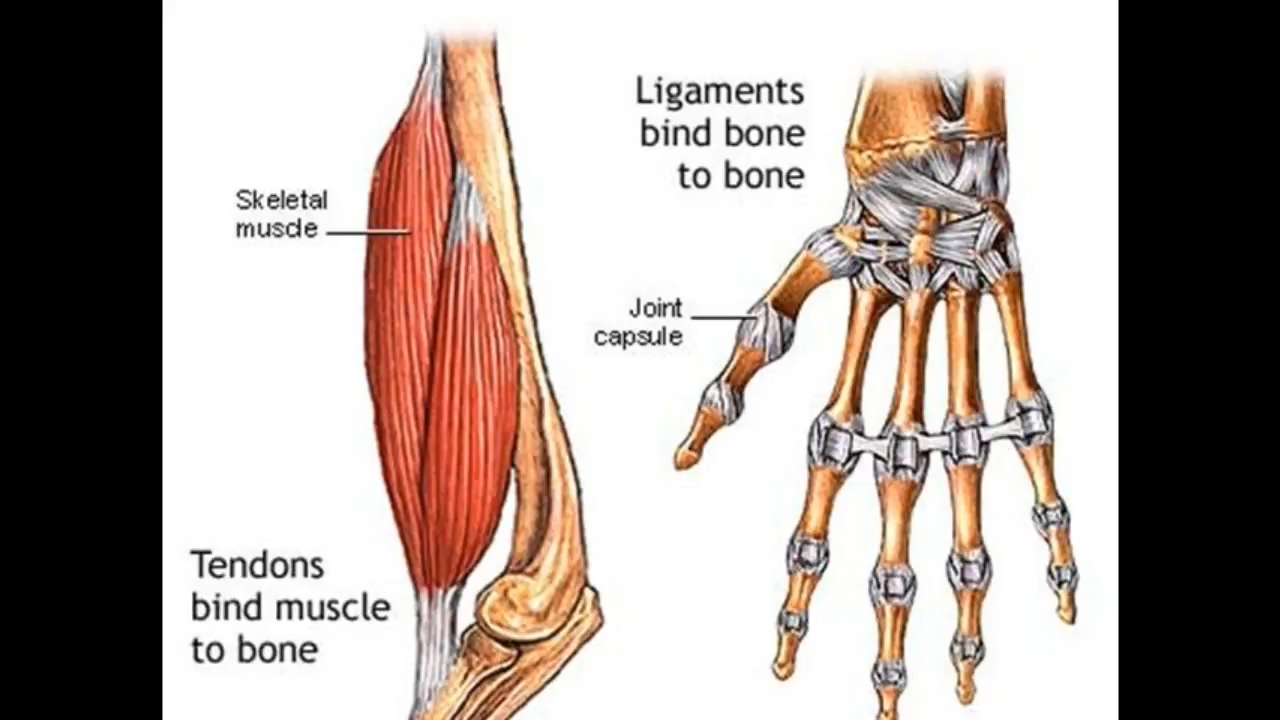 Skeletal
muscle
Tendons
bind muscle
to bone
Ligaments
bind bone
to bone
Joint
capsule